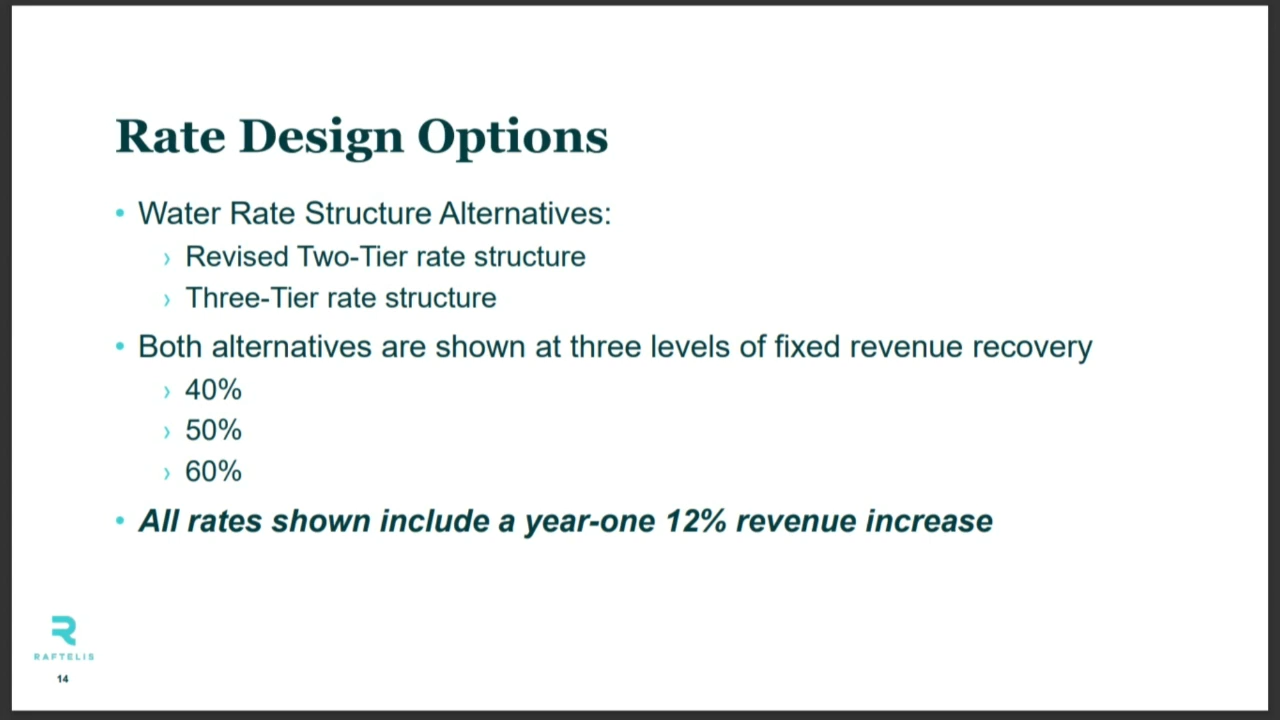 Rate Design Options
• Water Rate Structure Alternatives:
› Revised Two-Tier rate structure
› Three-Tier rate structure
• Both alternatives are shown at three levels of fixed revenue recovery
› 40%
› 50%
› 60%
• All rates shown include a year-one 12% revenue increase
RAFTELIS
14